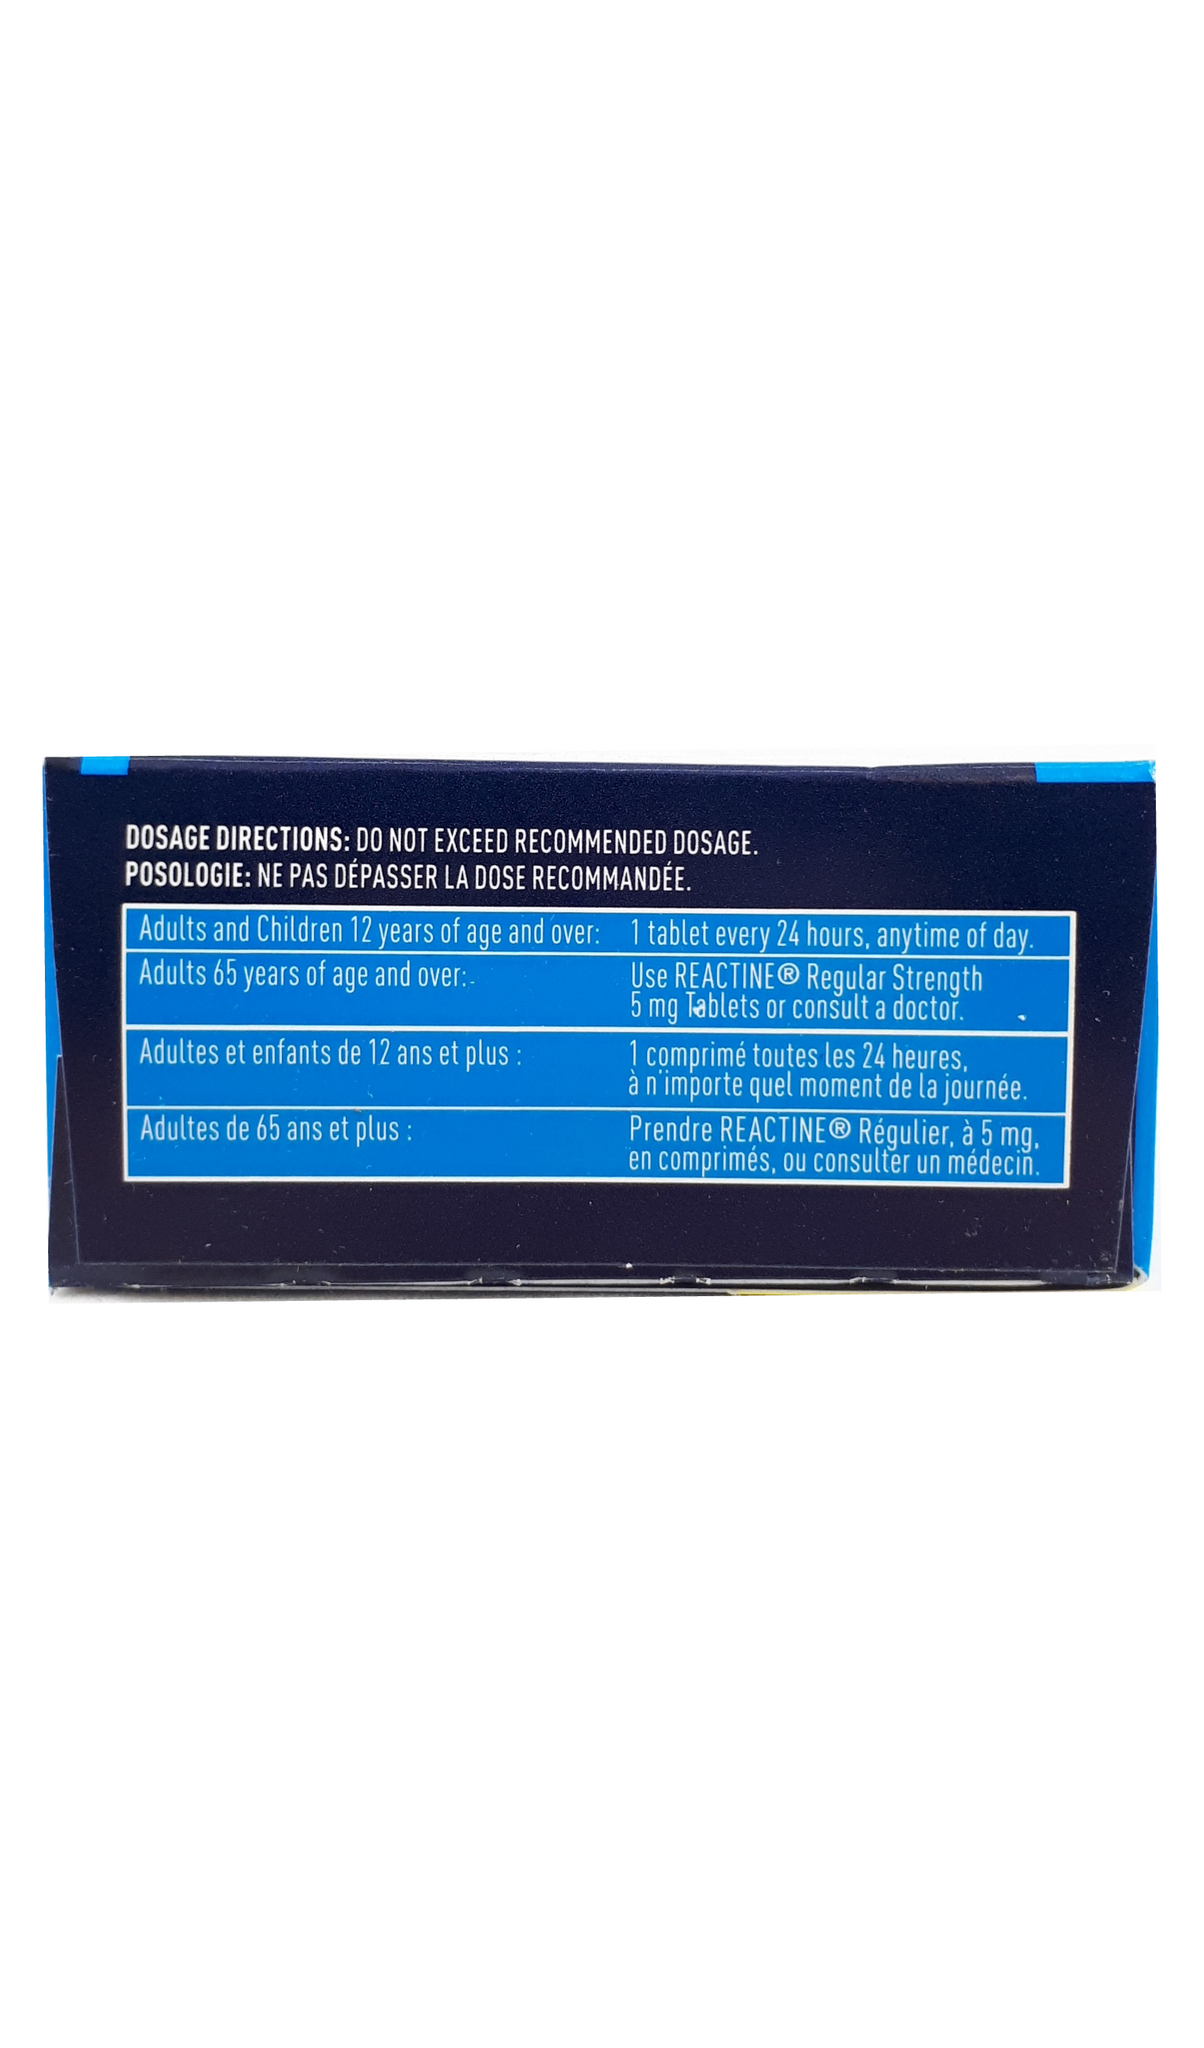 DOSAGE DIRECTIONS: DO NOT EXCEED RECOMMENDED DOSAGE.
POSOLOGIE: NE PAS DÉPASSER LA DOSE RECOMMANDÉE.
Adults and Children 12 years of age and over: 1 tablet every 24 hours, anytime of day.
Adults 65 years of age and over: Use REACTINE® Regular Strength
5 mg Tablets or consult a doctor.
Adultes et enfants de 12 ans et plus : 1 comprimé toutes les 24 heures,
à n'importe quel moment de la journée.
Adultes de 65 ans et plus : Prendre REACTINE® Régulier, à 5 mg,
en comprimés, ou consulter un médecin.